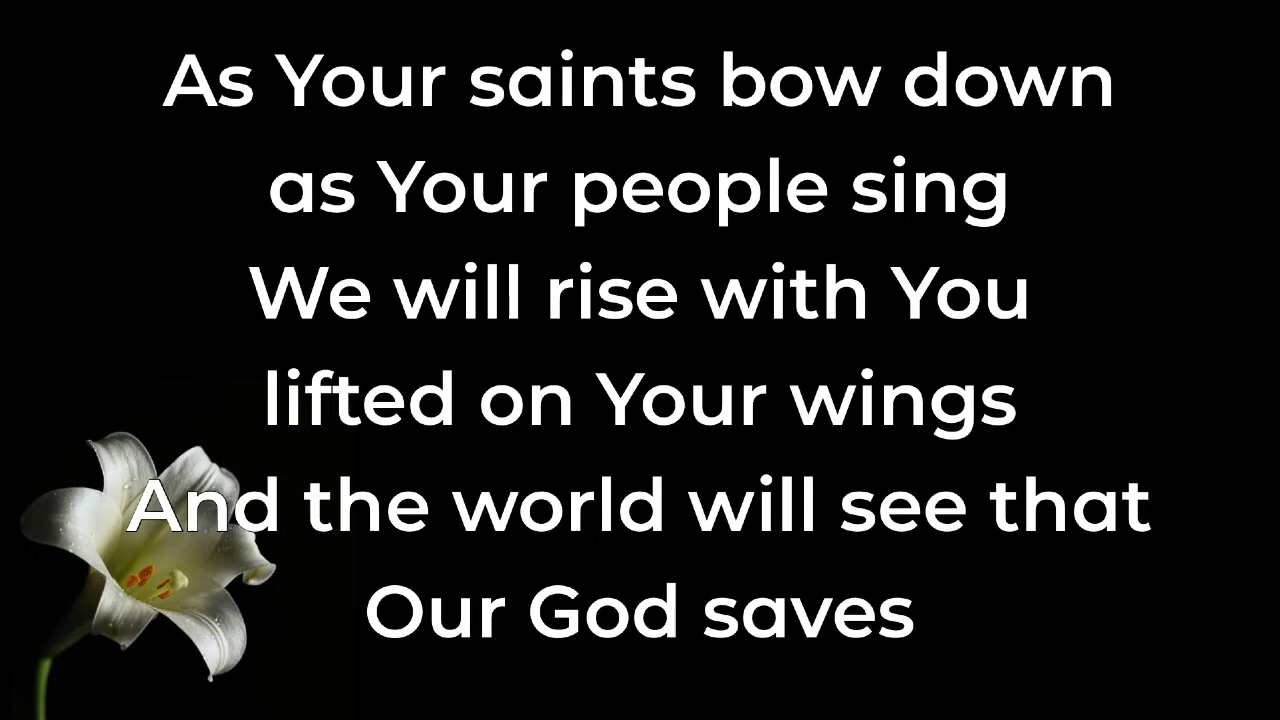 As Your saints bow down
as Your people sing
We will rise with You
lifted on Your wings
And the world will see that
Our God saves